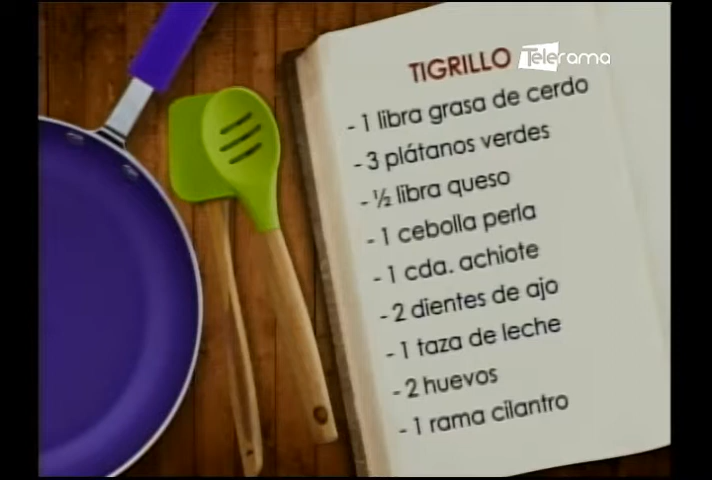 TIGRILLO
Telerama
- 1 libra grasa de cerdo
- 3 plátanos verdes
- ½ libra queso
- 1 cebolla perla
- 1 cda. achiote
- 2 dientes de ajo
- 1 taza de leche
- 2 huevos
- 1 rama cilantro